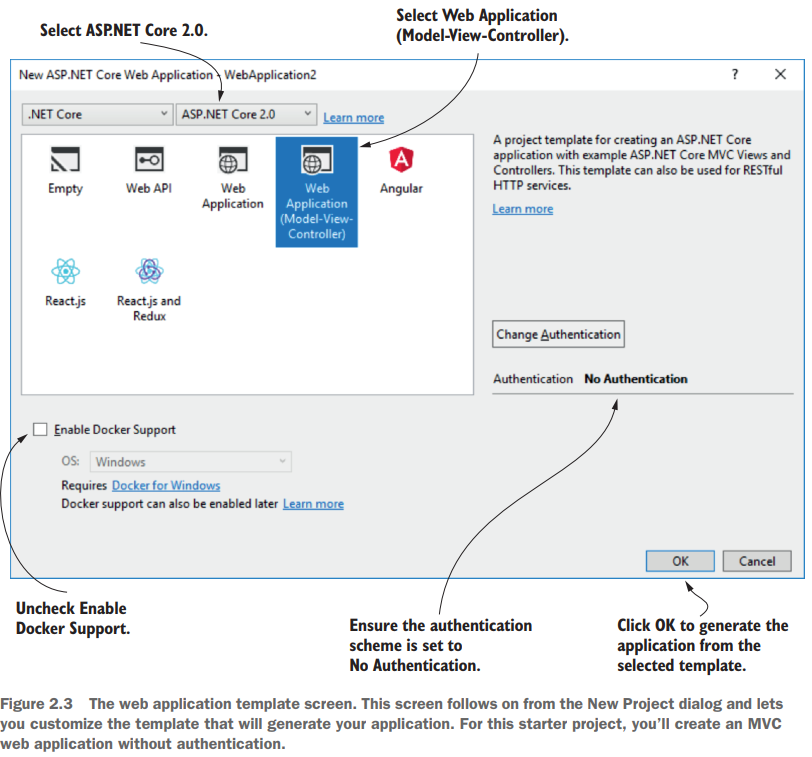 Select ASP.NET Core 2.0.
Select Web Application
(Model-View-Controller).
New ASP.NET Core Web Application - WebApplication2
? ✕
.NET Core
ASP.NET Core 2.0
Learn more
Empty
Web API
Web
Application
Web
Application
(Model-View-
Controller)
Angular
React.js
React.js and
Redux
A project template for creating an ASP.NET Core
application with example ASP.NET Core MVC Views and
Controllers. This template can also be used for RESTful
HTTP services.
Learn more
Change Authentication
Authentication No Authentication
Enable Docker Support
OS: Windows
Requires Docker for Windows
Docker support can also be enabled later Learn more
OK
Cancel
Uncheck Enable
Docker Support.
Ensure the authentication
scheme is set to
No Authentication.
Click OK to generate the
application from the
selected template.
Figure 2.3 The web application template screen. This screen follows on from the New Project dialog and lets
you customize the template that will generate your application. For this starter project, you’ll create an MVC
web application without authentication.